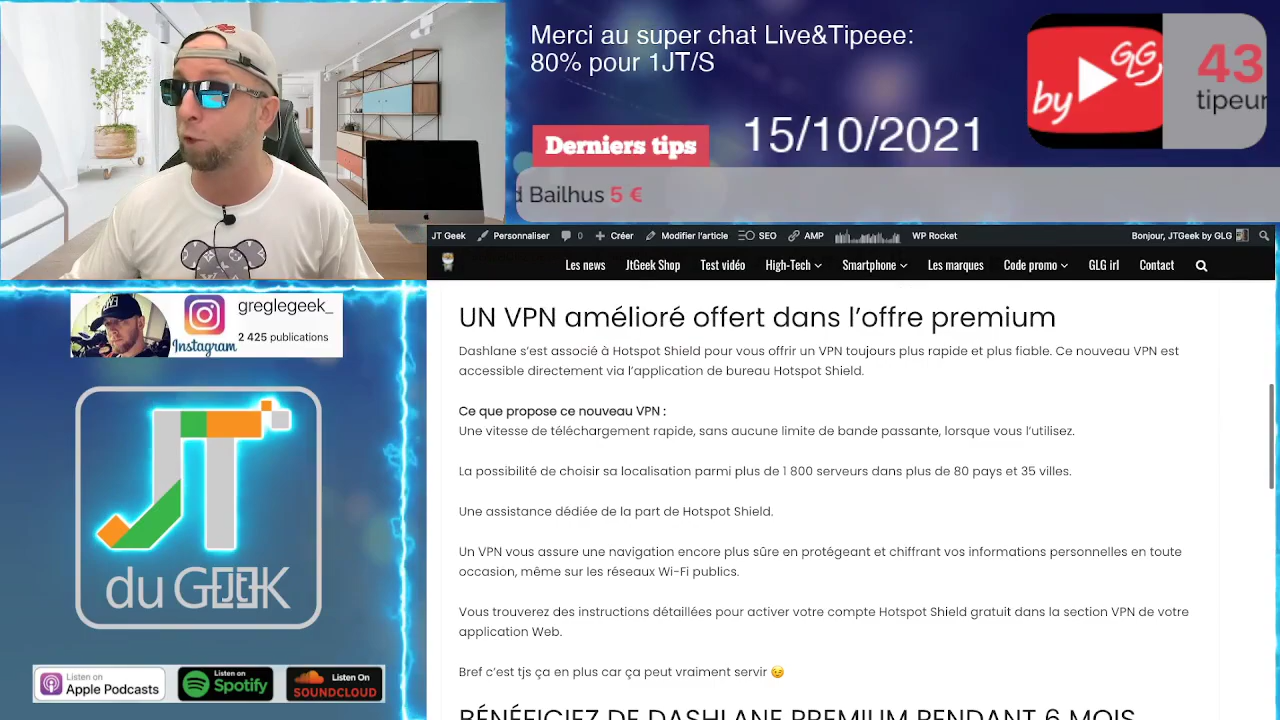 Merci au super chat Live&Tipeee:
80% pour 1JT/S
by GLG
43
tipeur
Derniers tips
15/10/2021
d Bailhus 5 €
JT Geek Personnaliser 0 Créer Modifier l'article SEO AMP WP Rocket Bonjour, JTGeek by GLG
Les news JtGeek Shop Test vidéo High-Tech Smartphone Les marques Code promo GLG irl Contact
UN VPN amélioré offert dans l'offre premium
Dashlane s'est associé à Hotspot Shield pour vous offrir un VPN toujours plus rapide et plus fiable. Ce nouveau VPN est
accessible directement via l'application de bureau Hotspot Shield.
Ce que propose ce nouveau VPN :
Une vitesse de téléchargement rapide, sans aucune limite de bande passante, lorsque vous l'utilisez.
La possibilité de choisir sa localisation parmi plus de 1 800 serveurs dans plus de 80 pays et 35 villes.
Une assistance dédiée de la part de Hotspot Shield.
Un VPN vous assure une navigation encore plus sûre en protégeant et chiffrant vos informations personnelles en toute
occasion, même sur les réseaux Wi-Fi publics.
Vous trouverez des instructions détaillées pour activer votre compte Hotspot Shield gratuit dans la section VPN de votre
application Web.
Bref c'est tjs ça en plus car ça peut vraiment servir 😉
BÉNÉFICIEZ DE DASHLANE PREMIUM PENDANT 6 MOIS
greglegeek_
2 425 publications
Instagram
JT
du GEEK
Listen on
Apple Podcasts
Listen on
Spotify
Listen On
SOUNDCLOUD